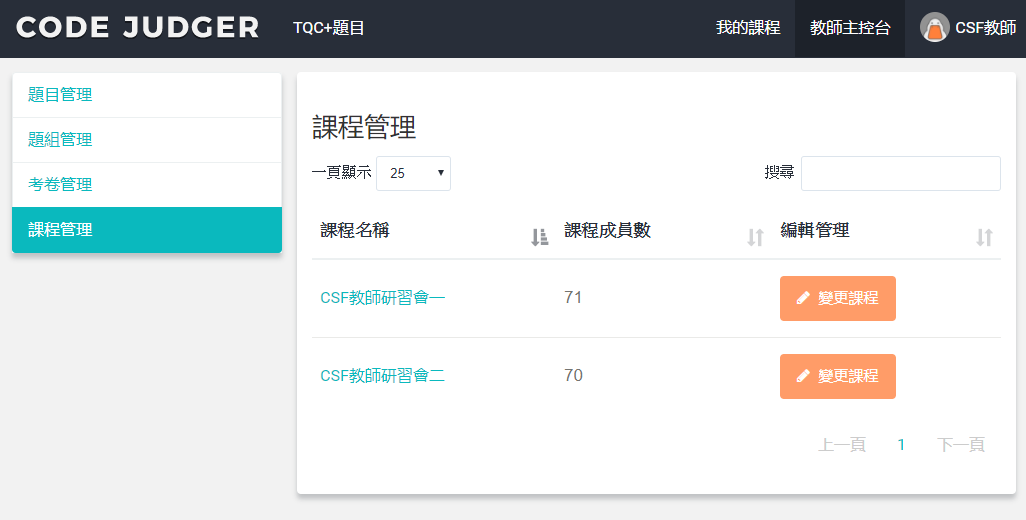 CODE JUDGER TQC+題目 我的課程 教師主控台 CSF教師
題目管理
題組管理
考卷管理
課程管理
課程管理
一頁顯示 25 搜尋
課程名稱 課程成員數 編輯管理
CSF教師研習會一 71 變更課程
CSF教師研習會二 70 變更課程
上一頁 1 下一頁